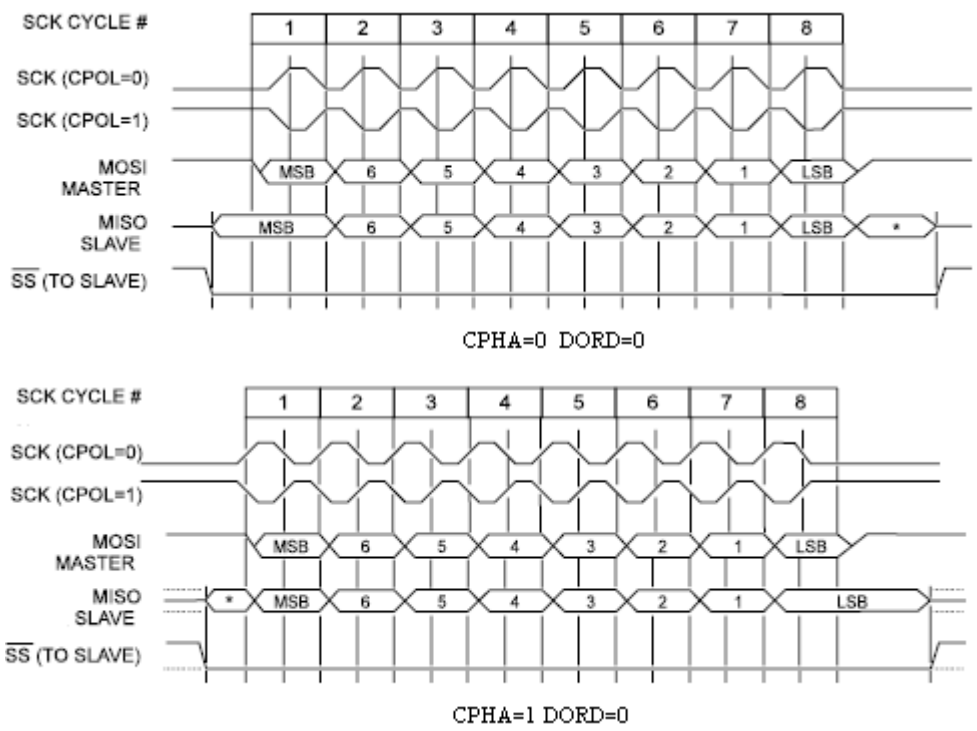 SCK CYCLE # 1 2 3 4 5 6 7 8
SCK (CPOL=0)
SCK (CPOL=1)
MOSI MSB 6 5 4 3 2 1 LSB
MASTER
MISO MSB 6 5 4 3 2 1 LSB *
SLAVE
SS (TO SLAVE)
CPHA=0 DORD=0
SCK CYCLE # 1 2 3 4 5 6 7 8
SCK (CPOL=0)
SCK (CPOL=1)
MOSI MSB 6 5 4 3 2 1 LSB
MASTER
MISO * MSB 6 5 4 3 2 1 LSB
SLAVE
SS (TO SLAVE)
CPHA=1 DORD=0